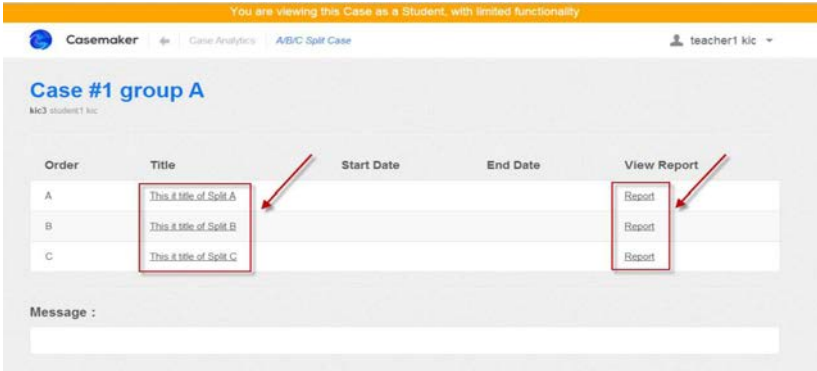 You are viewing this Case as a Student, with limited functionality
Casemaker Case Analytics A/B/C Split Case teacher1 kic
Case #1 group A
kic3 student1 kic
Order Title Start Date End Date View Report
A This it title of Split A Report
B This it title of Split B Report
C This it title of Split C Report
Message :